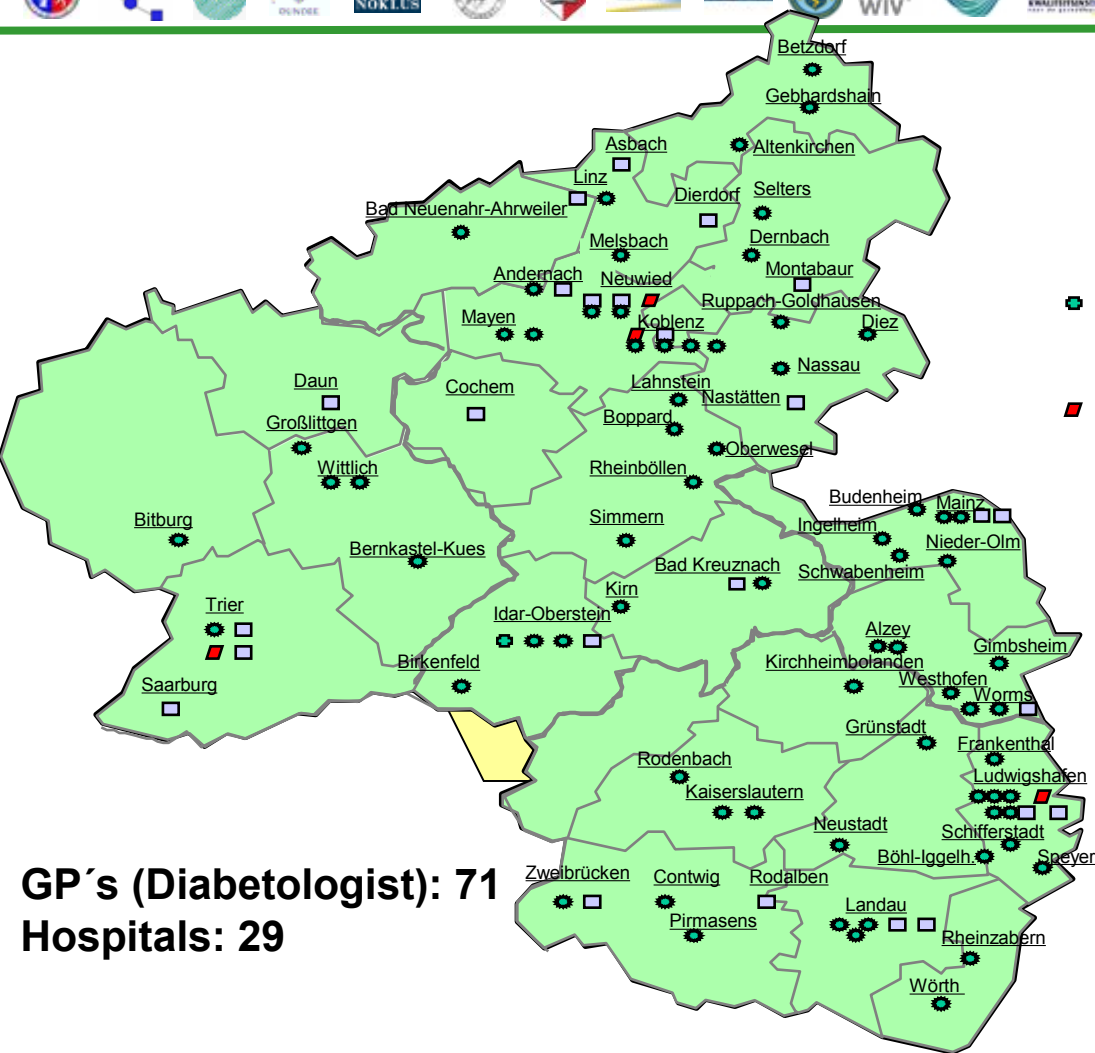 DUNDEE
NOKLUS
WIV
Betzdorf
Gebhardshain
Asbach
Altenkirchen
Linz
Dierdorf
Selters
Bad Neuenahr-Ahrweiler
Melsbach
Dernbach
Andernach
Neuwied
Montabaur
Ruppach-Goldhausen
Mayen
Koblenz
Diez
Nassau
Daun
Cochem
Lahnstein
Nastätten
Großlittgen
Boppard
Oberwesel
Wittlich
Rheinböllen
Budenheim
Mainz
Bitburg
Simmern
Ingelheim
Nieder-Olm
Bernkastel-Kues
Bad Kreuznach
Schwabenheim
Trier
Idar-Oberstein
Kirn
Alzey
Gimbsheim
Birkenfeld
Kirchheimbolanden
Saarburg
Westhofen
Worms
Grünstadt
Frankenthal
Rodenbach
Ludwigshafen
Kaiserslautern
Neustadt
Schifferstadt
Böhl-Iggelh.
Speyer
GP´s (Diabetologist): 71
Hospitals: 29
Zweibrücken
Contwig
Rodalben
Pirmasens
Landau
Rheinzabern
Wörth